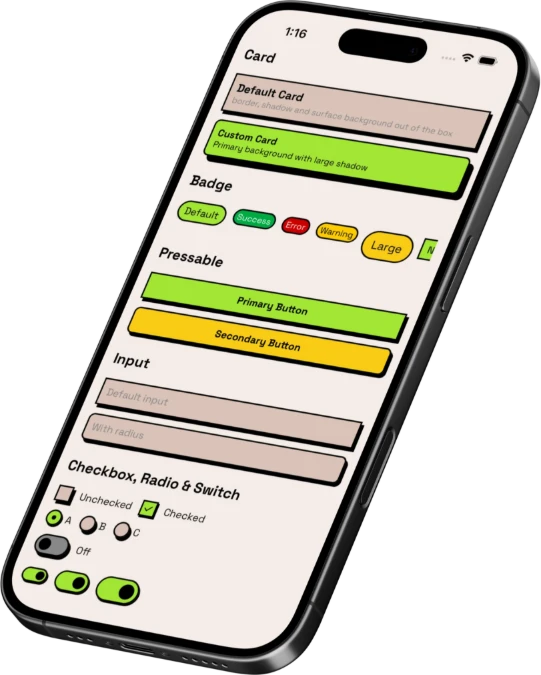 1:16
Card
Default Card
border, shadow and surface background out of the box
Custom Card
Primary background with large shadow
Badge
Default Success Error Warning Large N
Pressable
Primary Button
Secondary Button
Input
Default input
With radius
Checkbox, Radio & Switch
Unchecked Checked
A B C
Off